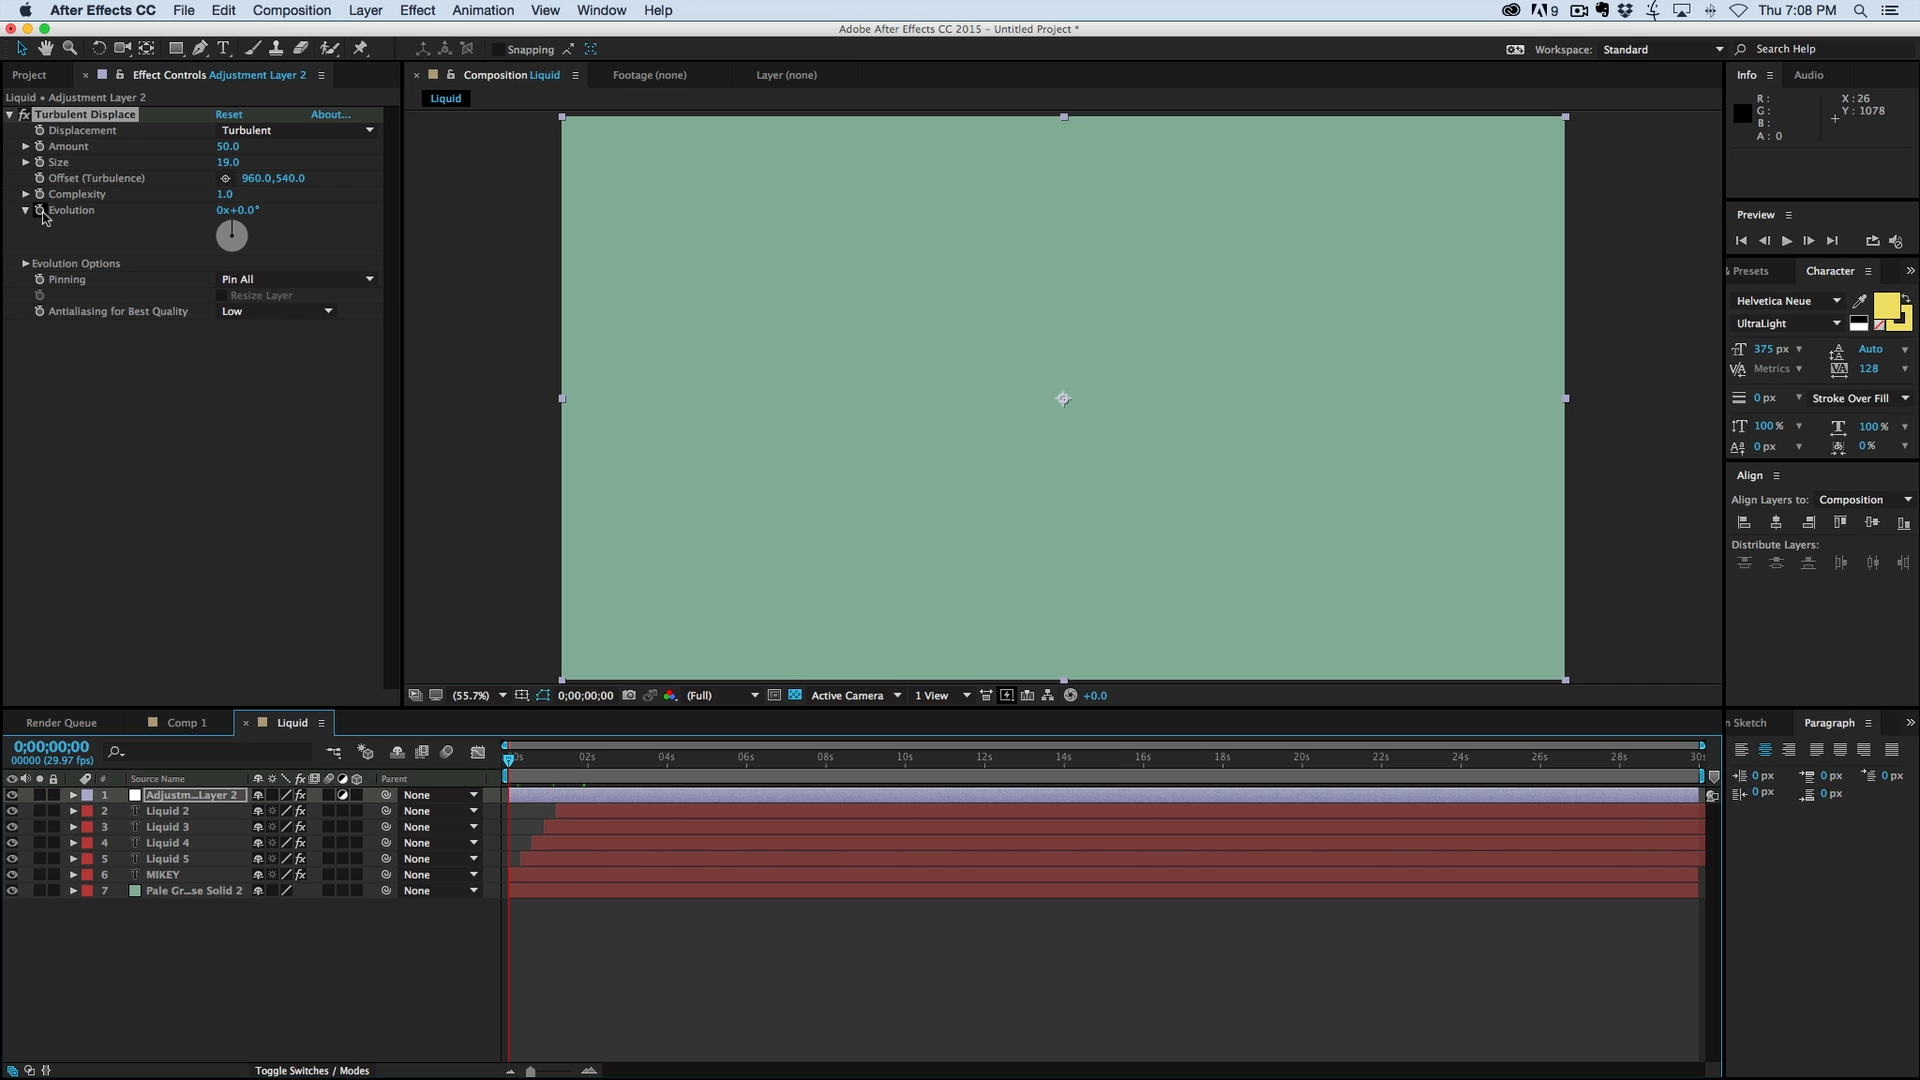 After Effects CC File Edit Composition Layer Effect Animation View Window Help 9 Thu 7:08 PM
Adobe After Effects CC 2015 - Untitled Project *
Snapping Workspace: Standard Search Help
Project × Effect Controls Adjustment Layer 2 × Composition Liquid Footage (none) Layer (none) Info Audio
Liquid • Adjustment Layer 2
Liquid
R: X: 26
G: Y: 1078
B:
A: 0
fx Turbulent Displace Reset About...
Displacement Turbulent
Amount 50.0
Size 19.0
Offset (Turbulence) 960.0,540.0
Complexity 1.0
Evolution 0x+0.0°
Evolution Options
Pinning Pin All
Resize Layer
Antialiasing for Best Quality Low
Preview
& Presets Character
Helvetica Neue
UltraLight
375 px Auto
Metrics 128
0 px Stroke Over Fill
100 % 100 %
0 px 0 %
Align
Align Layers to: Composition
Distribute Layers:
(55.7%) 0;00;00;00 (Full) Active Camera 1 View +0.0
Render Queue Comp 1 × Liquid
n Sketch Paragraph
0;00;00;00
00000 (29.97 fps)
02s 04s 06s 08s 10s 12s 14s 16s 18s 20s 22s 24s 26s 28s
# Source Name fx Parent
1 Adjustm...Layer 2 fx None
2 T Liquid 2 fx None
3 T Liquid 3 fx None
4 T Liquid 4 fx None
5 T Liquid 5 fx None
6 T MIKEY fx None
7 Pale Gr...se Solid 2 None
0 px 0 px 0 px
0 px 0 px
Toggle Switches / Modes